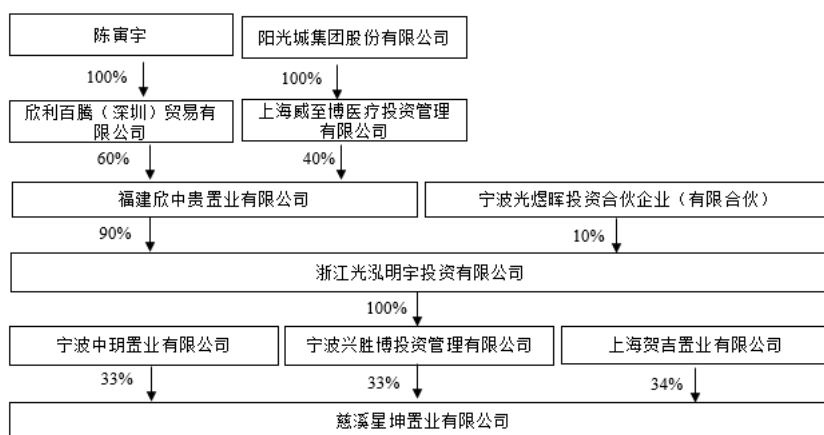 陈寅宇
阳光城集团股份有限公司
100%
100%
欣利百腾（深圳）贸易有
限公司
上海威至博医疗投资管理
有限公司
60%
40%
福建欣中贵置业有限公司
宁波光煜晖投资合伙企业（有限合伙）
90%
10%
浙江光泓明宇投资有限公司
100%
宁波中玥置业有限公司
宁波兴胜博投资管理有限公司
上海贺吉置业有限公司
33%
33%
34%
慈溪星坤置业有限公司